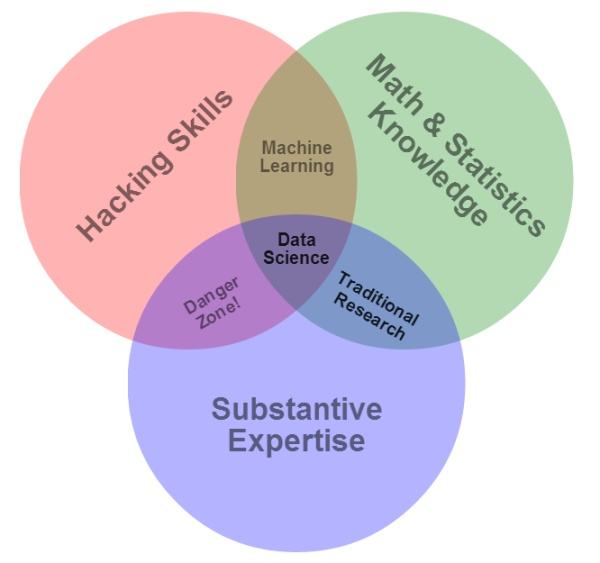 Hacking Skills
Math & Statistics
Knowledge
Machine
Learning
Data
Science
Danger
Zone!
Traditional
Research
Substantive
Expertise